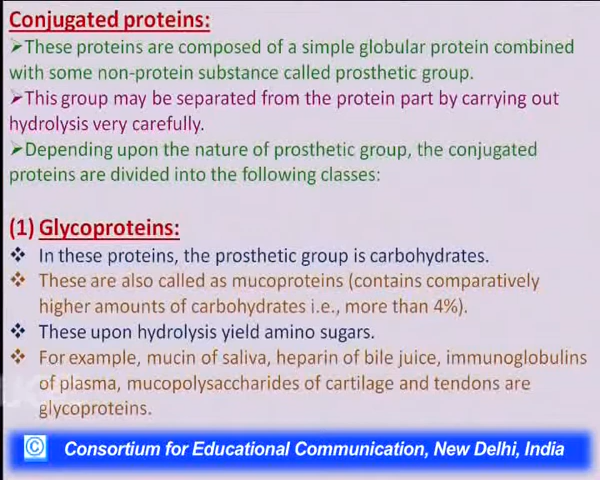 Conjugated proteins:
➢These proteins are composed of a simple globular protein combined
with some non-protein substance called prosthetic group.
➢This group may be separated from the protein part by carrying out
hydrolysis very carefully.
➢Depending upon the nature of prosthetic group, the conjugated
proteins are divided into the following classes:
(1) Glycoproteins:
❖ In these proteins, the prosthetic group is carbohydrates.
❖ These are also called as mucoproteins (contains comparatively
higher amounts of carbohydrates i.e., more than 4%).
❖ These upon hydrolysis yield amino sugars.
❖ For example, mucin of saliva, heparin of bile juice, immunoglobulins
of plasma, mucopolysaccharides of cartilage and tendons are
glycoproteins.
© Consortium for Educational Communication, New Delhi, India